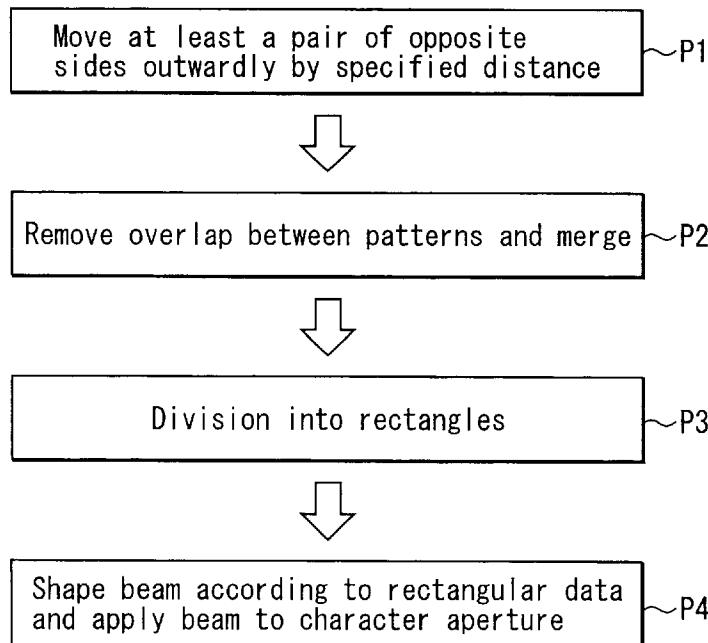 Move at least a pair of opposite
sides outwardly by specified distance
P1
Remove overlap between patterns and merge
P2
Division into rectangles
P3
Shape beam according to rectangular data
and apply beam to character aperture
P4